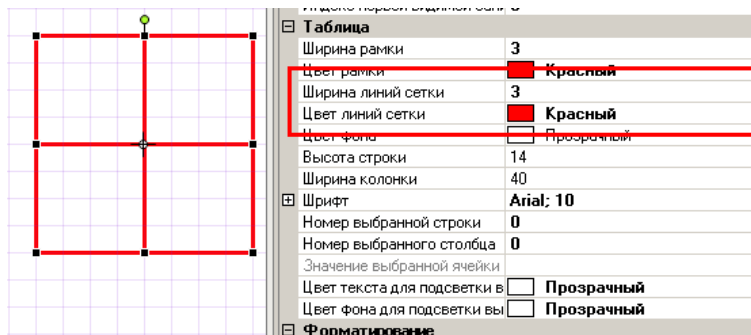 Таблица
Ширина рамки 3
Цвет рамки Красный
Ширина линий сетки 3
Цвет линий сетки Красный
Цвет фона Прозрачный
Высота строки 14
Ширина колонки 40
Шрифт Arial; 10
Номер выбранной строки 0
Номер выбранного столбца 0
Значение выбранной ячейки
Цвет текста для подсветки в Прозрачный
Цвет фона для подсветки вы Прозрачный
Форматирование